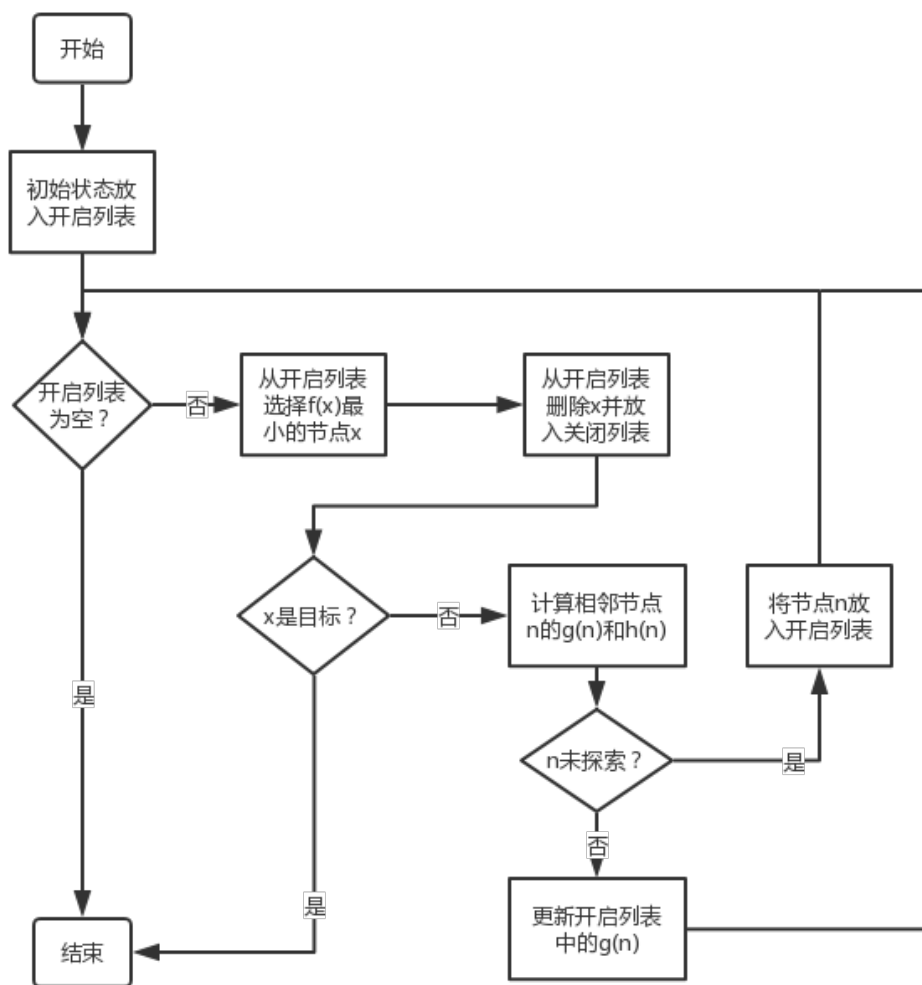 开始
初始状态放
入开启列表
开启列表
为空？
否
从开启列表
选择f(x)最
小的节点x
从开启列表
删除x并放
入关闭列表
x是目标？
否
计算相邻节点
n的g(n)和h(n)
将节点n放
入开启列表
是
n未探索？
是
否
是
更新开启列表
中的g(n)
结束